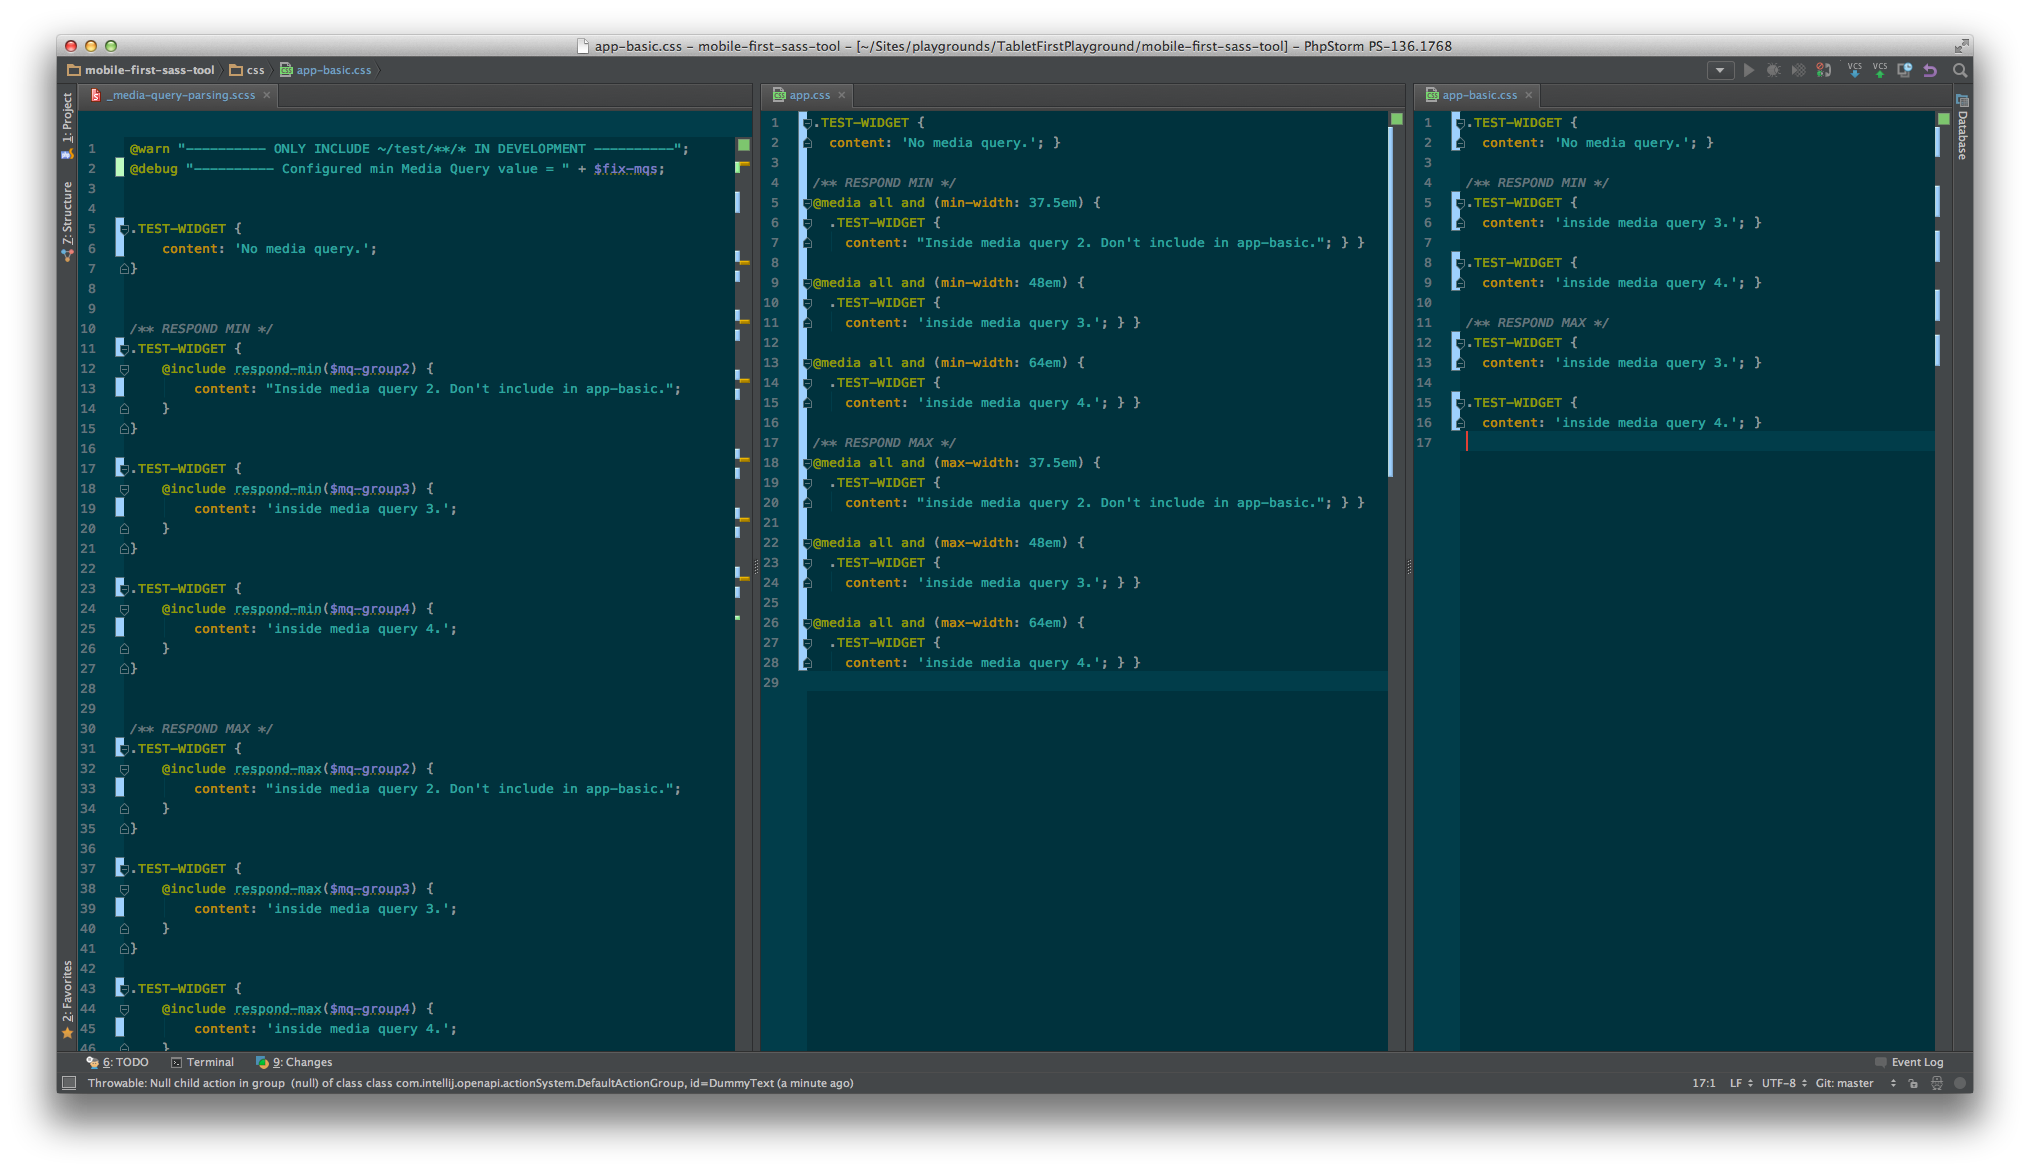 app-basic.css – mobile-first-sass-tool – [~/Sites/playgrounds/TabletFirstPlayground/mobile-first-sass-tool] – PhpStorm PS-136.1768
mobile-first-sass-tool css app-basic.css
VCS VCS
1: Project
7: Structure
2: Favorites
_media-query-parsing.scss
1 @warn "—————————— ONLY INCLUDE ~/test/**/* IN DEVELOPMENT ——————————";
2 @debug "—————————— Configured min Media Query value = " + $fix-mqs;
3
4
5 .TEST-WIDGET {
6 content: 'No media query.';
7 }
8
9
10 /** RESPOND MIN */
11 .TEST-WIDGET {
12 @include respond-min($mq-group2) {
13 content: "Inside media query 2. Don't include in app-basic.";
14 }
15 }
16
17 .TEST-WIDGET {
18 @include respond-min($mq-group3) {
19 content: 'inside media query 3.';
20 }
21 }
22
23 .TEST-WIDGET {
24 @include respond-min($mq-group4) {
25 content: 'inside media query 4.';
26 }
27 }
28
29
30 /** RESPOND MAX */
31 .TEST-WIDGET {
32 @include respond-max($mq-group2) {
33 content: "inside media query 2. Don't include in app-basic.";
34 }
35 }
36
37 .TEST-WIDGET {
38 @include respond-max($mq-group3) {
39 content: 'inside media query 3.';
40 }
41 }
42
43 .TEST-WIDGET {
44 @include respond-max($mq-group4) {
45 content: 'inside media query 4.';
46 }
app.css
1 .TEST-WIDGET {
2 content: 'No media query.'; }
3
4 /** RESPOND MIN */
5 @media all and (min-width: 37.5em) {
6 .TEST-WIDGET {
7 content: "Inside media query 2. Don't include in app-basic."; } }
8
9 @media all and (min-width: 48em) {
10 .TEST-WIDGET {
11 content: 'inside media query 3.'; } }
12
13 @media all and (min-width: 64em) {
14 .TEST-WIDGET {
15 content: 'inside media query 4.'; } }
16
17 /** RESPOND MAX */
18 @media all and (max-width: 37.5em) {
19 .TEST-WIDGET {
20 content: "inside media query 2. Don't include in app-basic."; } }
21
22 @media all and (max-width: 48em) {
23 .TEST-WIDGET {
24 content: 'inside media query 3.'; } }
25
26 @media all and (max-width: 64em) {
27 .TEST-WIDGET {
28 content: 'inside media query 4.'; } }
29
app-basic.css
1 .TEST-WIDGET {
2 content: 'No media query.'; }
3
4 /** RESPOND MIN */
5 .TEST-WIDGET {
6 content: 'inside media query 3.'; }
7
8 .TEST-WIDGET {
9 content: 'inside media query 4.'; }
10
11 /** RESPOND MAX */
12 .TEST-WIDGET {
13 content: 'inside media query 3.'; }
14
15 .TEST-WIDGET {
16 content: 'inside media query 4.'; }
17
Database
6: TODO Terminal 9: Changes Event Log
Throwable: Null child action in group (null) of class class com.intellij.openapi.actionSystem.DefaultActionGroup, id=DummyText (a minute ago) 17:1 LF UTF-8 Git: master